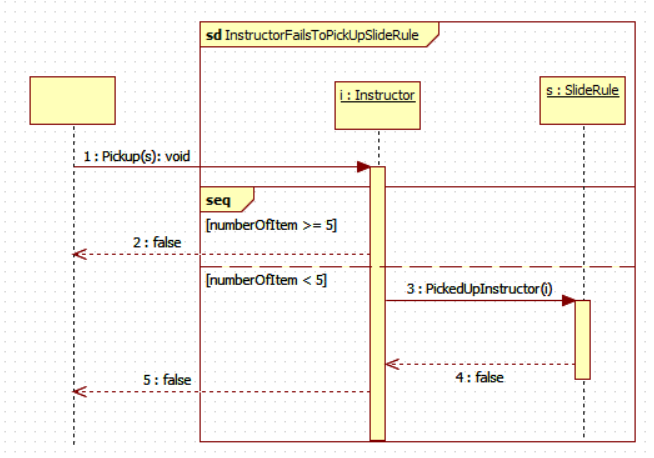 sd InstructorFailsToPickUpSlideRule
i : Instructor
s : SlideRule
1 : Pickup(s): void
seq
[numberOfItem >= 5]
2 : false
[numberOfItem < 5]
3 : PickedUpInstructor(i)
4 : false
5 : false